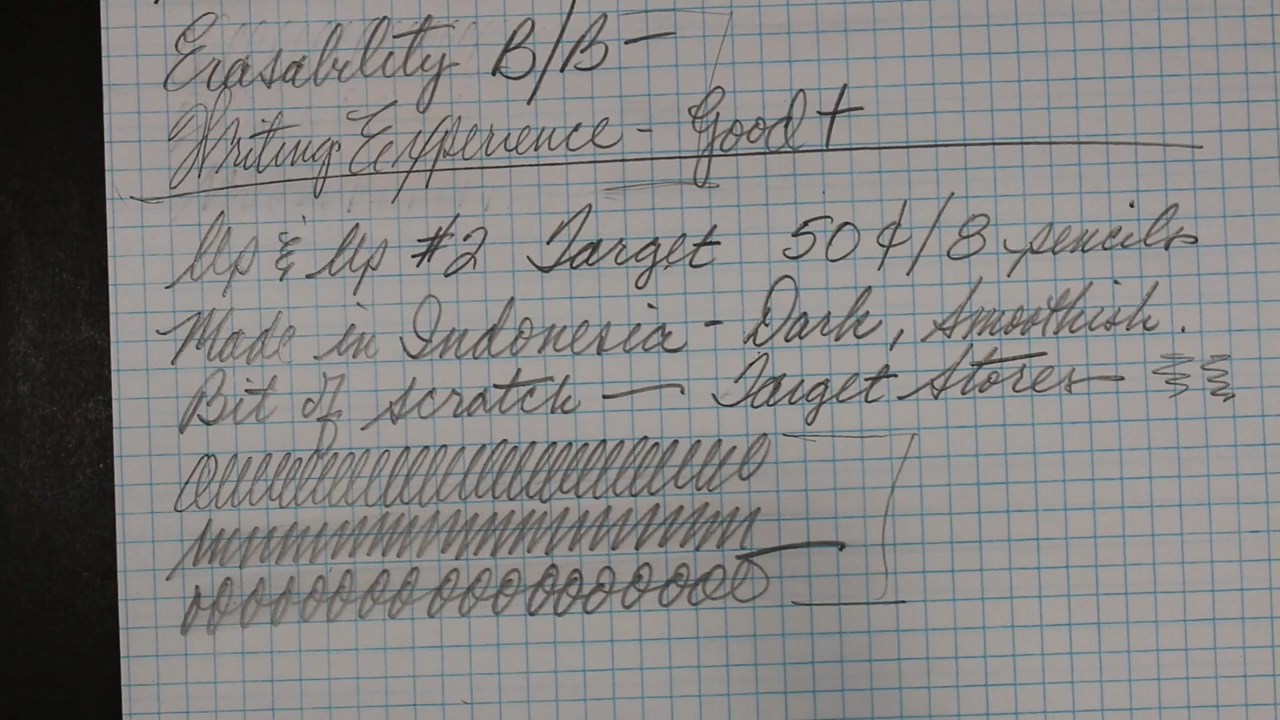 Erasability B/B-
Writing Experience - Good +
Up & Up #2 Target 50¢/8 pencils
Made in Indonesia - Dark, Smoothish.
Bit of scratch — Target Stores